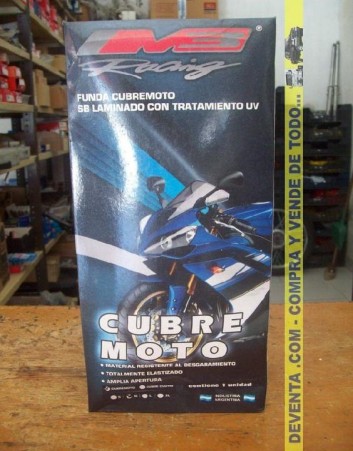 Racing
®
FUNDA CUBREMOTO
SB LAMINADO CON TRATAMIENTO UV
CUBRE
MOTO
MATERIAL RESISTENTE AL DESGARRAMIENTO
TOTALMENTE ELASTIZADO
AMPLIA APERTURA
contiene 1 unidad
INDUSTRIA
ARGENTINA
DEVENTA .COM - COMPRA Y VENDE DE TODO...